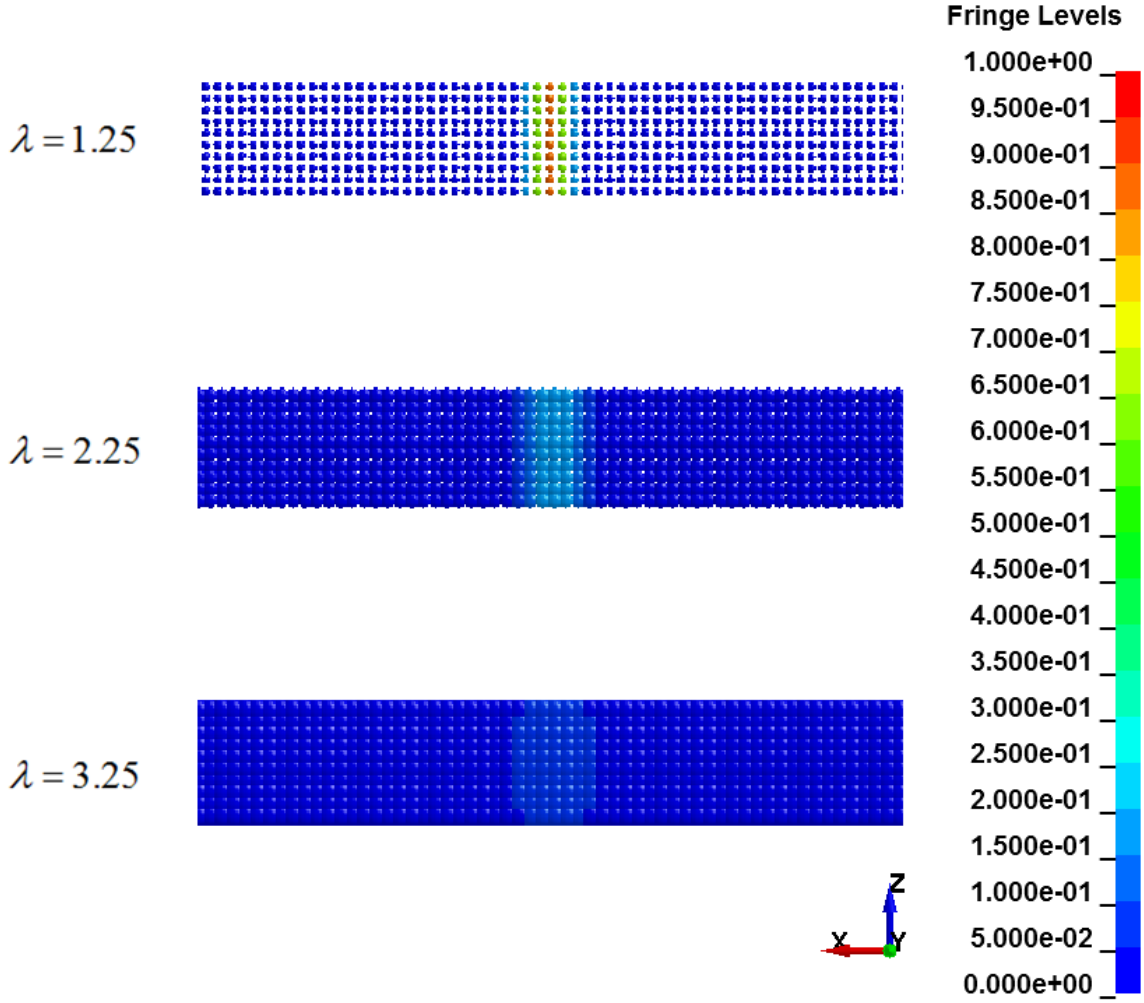 Fringe Levels
1.000e+00
9.500e-01
9.000e-01
8.500e-01
8.000e-01
7.500e-01
7.000e-01
6.500e-01
6.000e-01
5.500e-01
5.000e-01
4.500e-01
4.000e-01
3.500e-01
3.000e-01
2.500e-01
2.000e-01
1.500e-01
1.000e-01
5.000e-02
0.000e+00
λ = 1.25
λ = 2.25
λ = 3.25
Z
X
Y